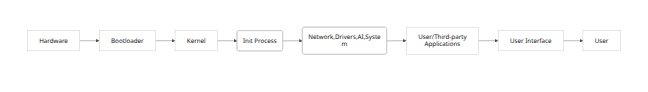 Hardware
Bootloader
Kernel
Init Process
Network,Drivers,AI,Syste
m
User/Third-party
Applications
User Interface
User